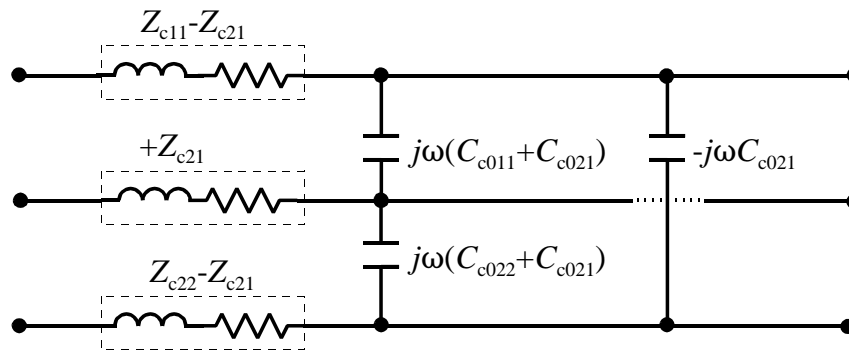 Z_c11-Z_c21
+Z_c21
jω(C_c011+C_c021)
-jωC_c021
jω(C_c022+C_c021)
Z_c22-Z_c21